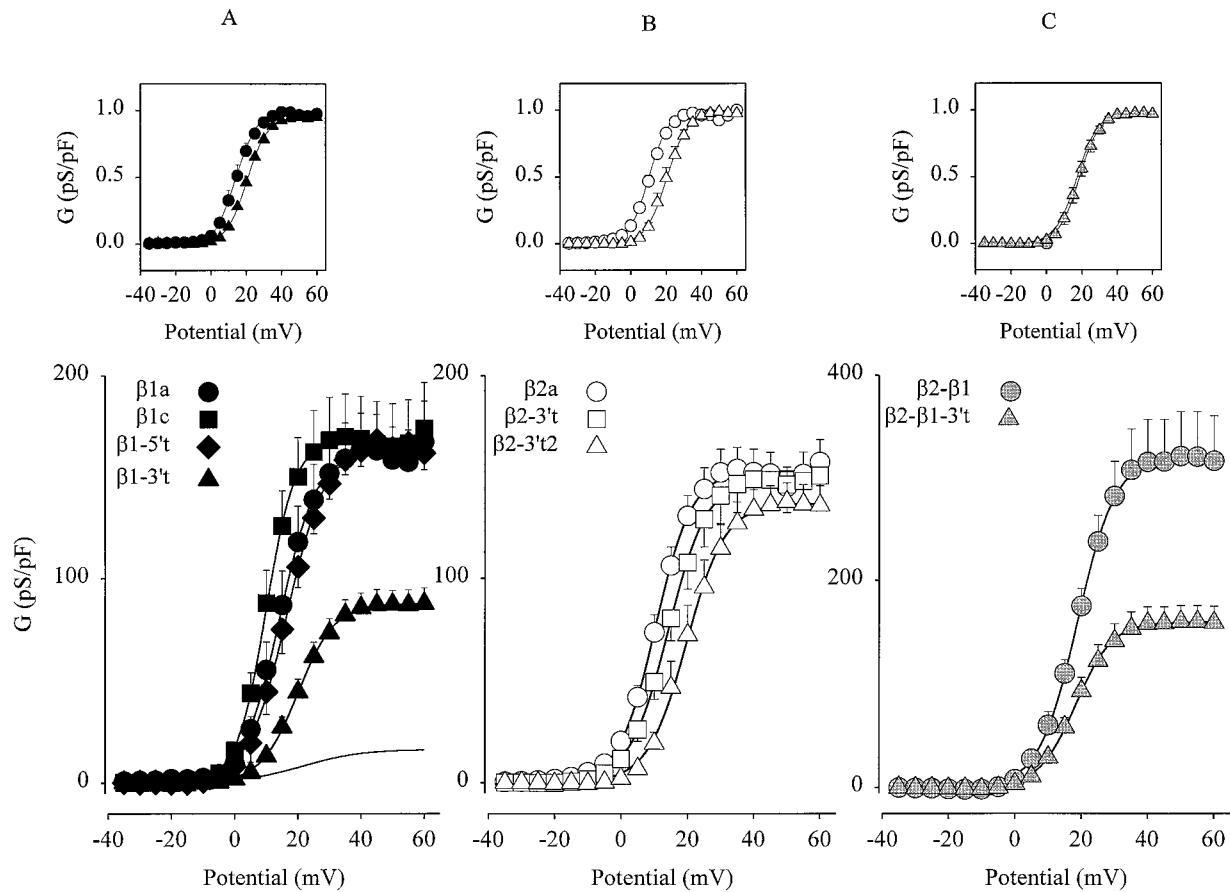 A
B
C
G (pS/pF)
1.0
0.5
0.0
-40 -20 0 20 40 60
Potential (mV)
G (pS/pF)
1.0
0.5
0.0
-40 -20 0 20 40 60
Potential (mV)
G (pS/pF)
1.0
0.5
0.0
-40 -20 0 20 40 60
Potential (mV)
G (pS/pF)
200
100
0
β1a
β1c
β1-5't
β1-3't
-40 -20 0 20 40 60
Potential (mV)
200
100
0
β2a
β2-3't
β2-3't2
-40 -20 0 20 40 60
Potential (mV)
400
200
0
β2-β1
β2-β1-3't
-40 -20 0 20 40 60
Potential (mV)